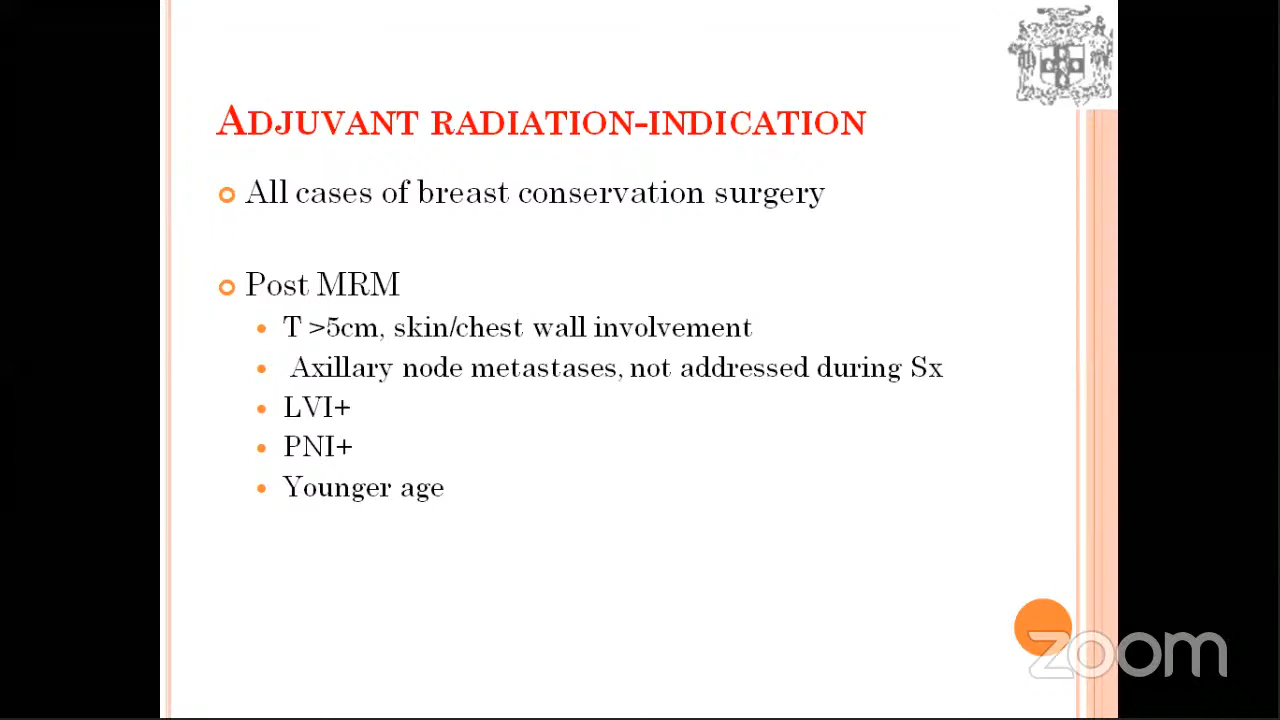 ADJUVANT RADIATION-INDICATION
All cases of breast conservation surgery
Post MRM
T >5cm, skin/chest wall involvement
Axillary node metastases, not addressed during Sx
LVI+
PNI+
Younger age
zoom